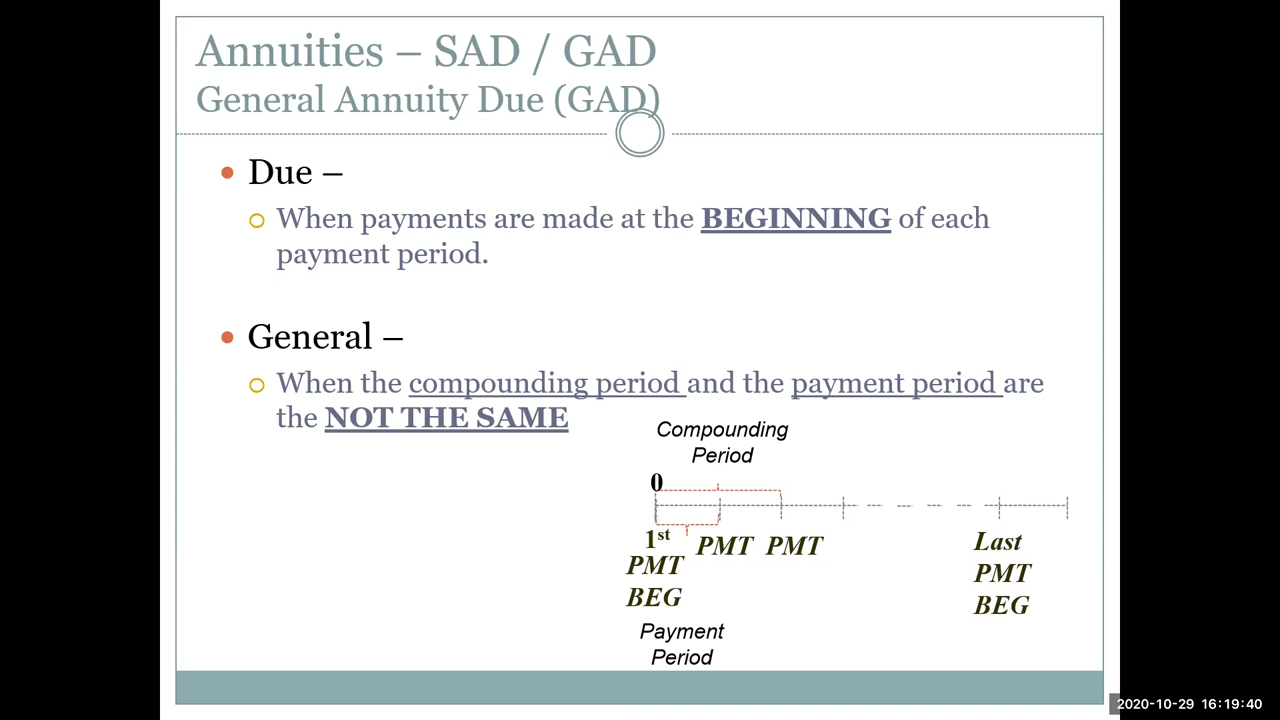 Annuities – SAD / GAD
General Annuity Due (GAD)
Due –
When payments are made at the BEGINNING of each
payment period.
General –
When the compounding period and the payment period are
the NOT THE SAME
Compounding
Period
0
1st PMT PMT Last
PMT PMT
BEG BEG
Payment
Period
2020-10-29 16:19:40